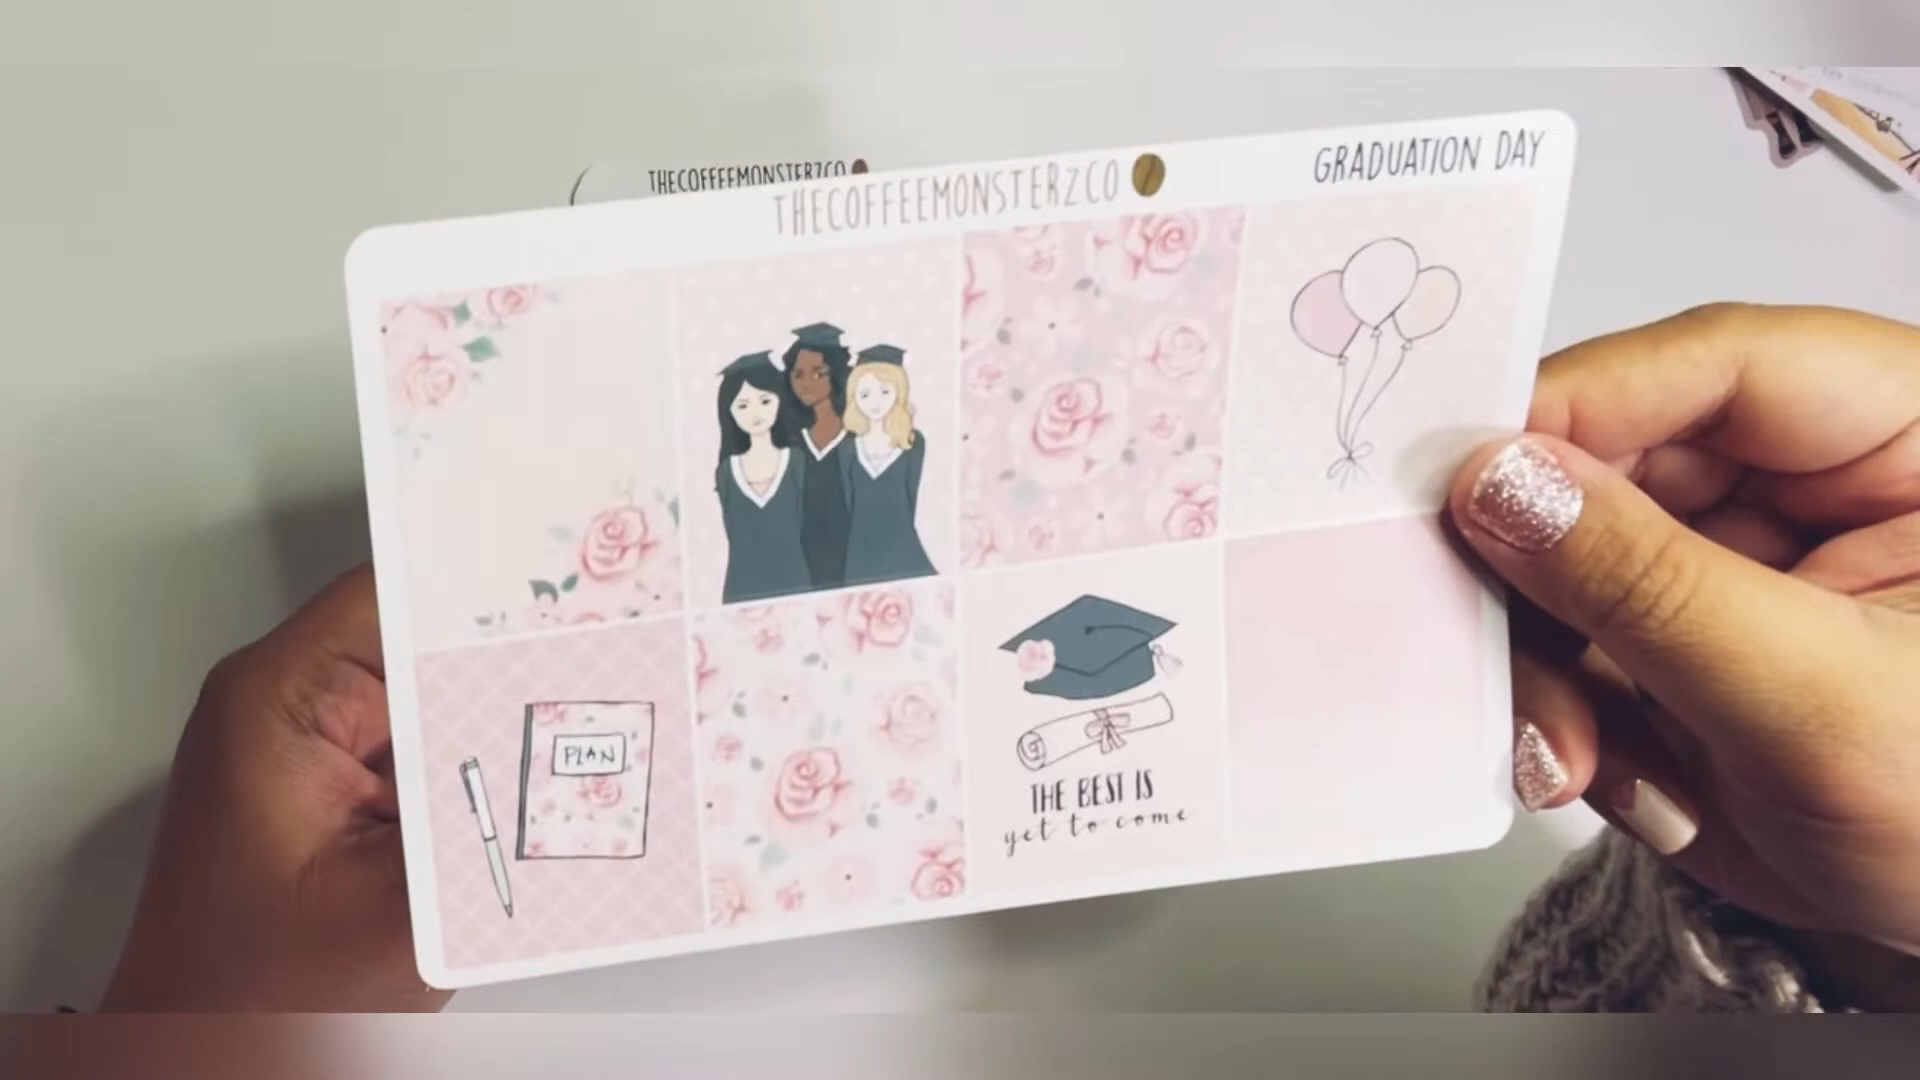 THECOFFEEMONSTERZCO
THECOFFEEMONSTERZCO
GRADUATION DAY
PLAN
THE BEST IS
yet to come